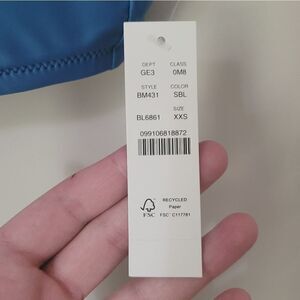 DEPT CLASS
GE3 0M8
STYLE COLOR
BM431 SBL
SIZE
BL6861 XXS
099106818872
RECYCLED
Paper
FSC FSC C117781